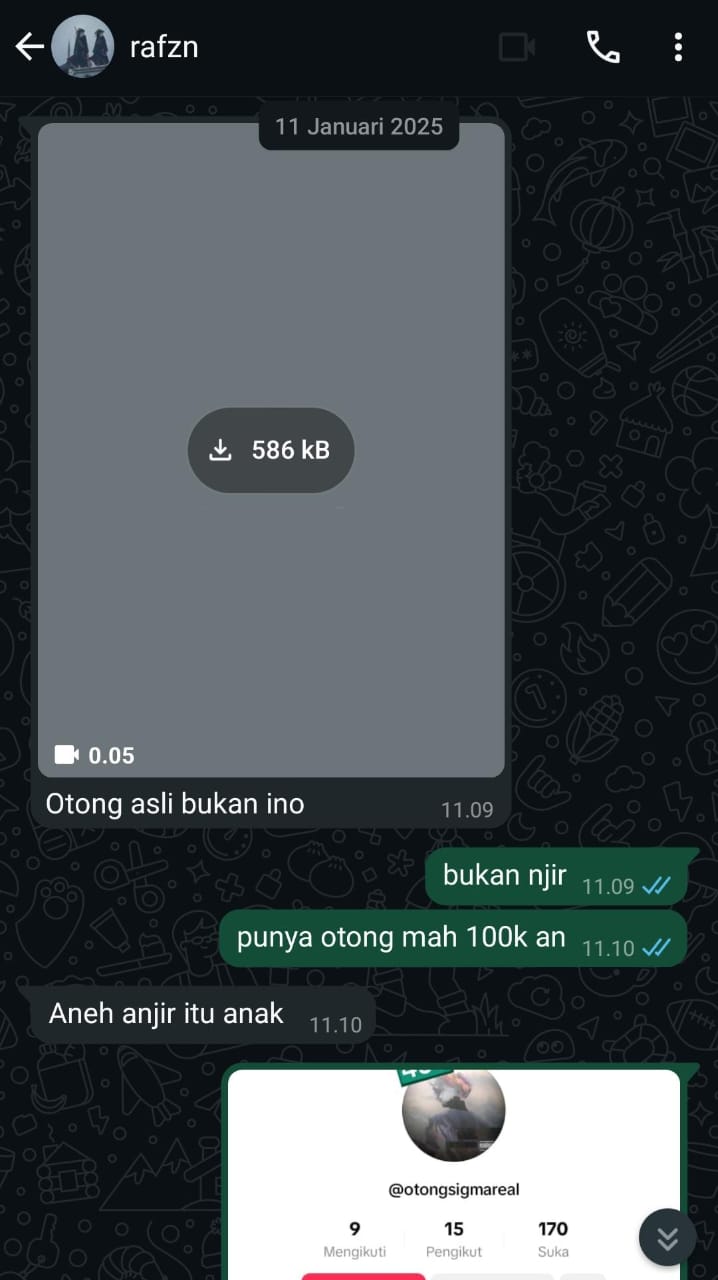 rafzn
11 Januari 2025
586 kB
0.05
Otong asli bukan ino
11.09
bukan njir 11.09
punya otong mah 100k an 11.10
Aneh anjir itu anak 11.10
@otongsigmareal
9 15 170
Mengikuti Pengikut Suka